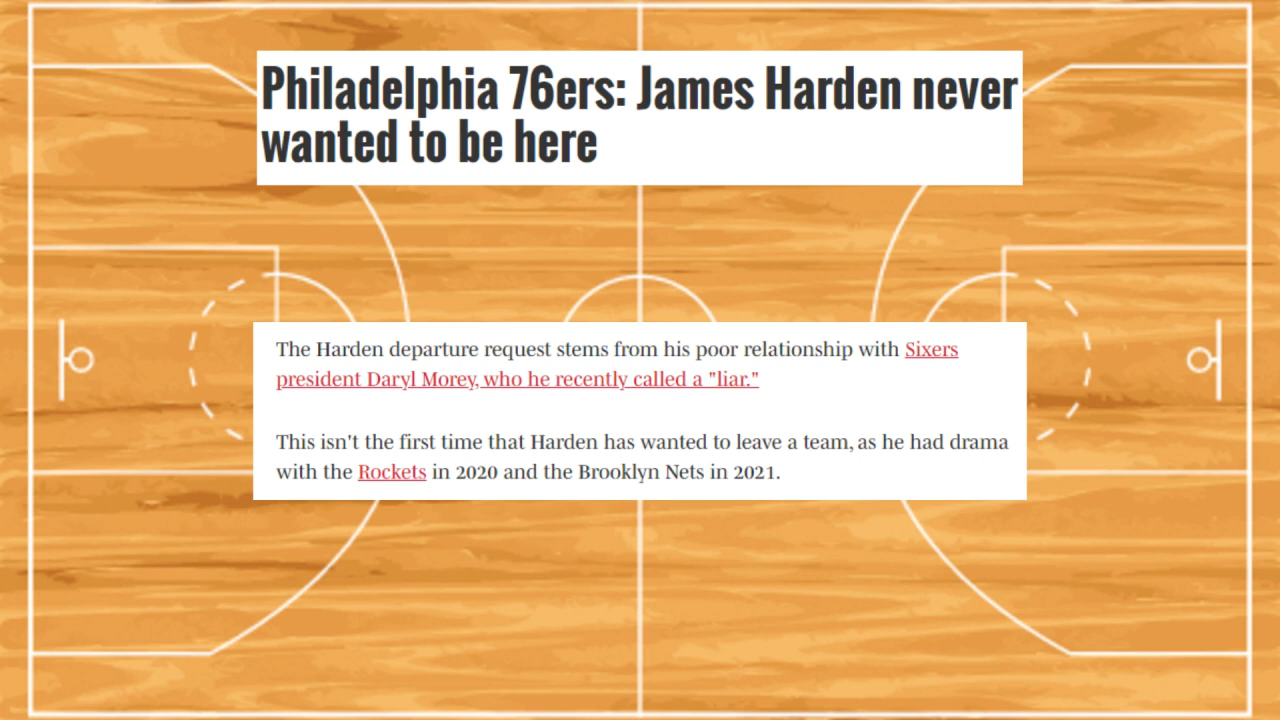 Philadelphia 76ers: James Harden never
wanted to be here
The Harden departure request stems from his poor relationship with Sixers
president Daryl Morey, who he recently called a "liar."
This isn't the first time that Harden has wanted to leave a team, as he had drama
with the Rockets in 2020 and the Brooklyn Nets in 2021.